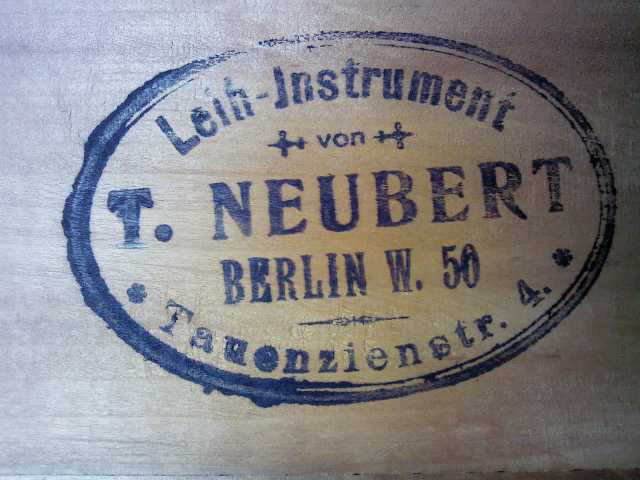 Leih-Instrument
von
T. NEUBERT
BERLIN W. 50
Tauenzienstr. 4.